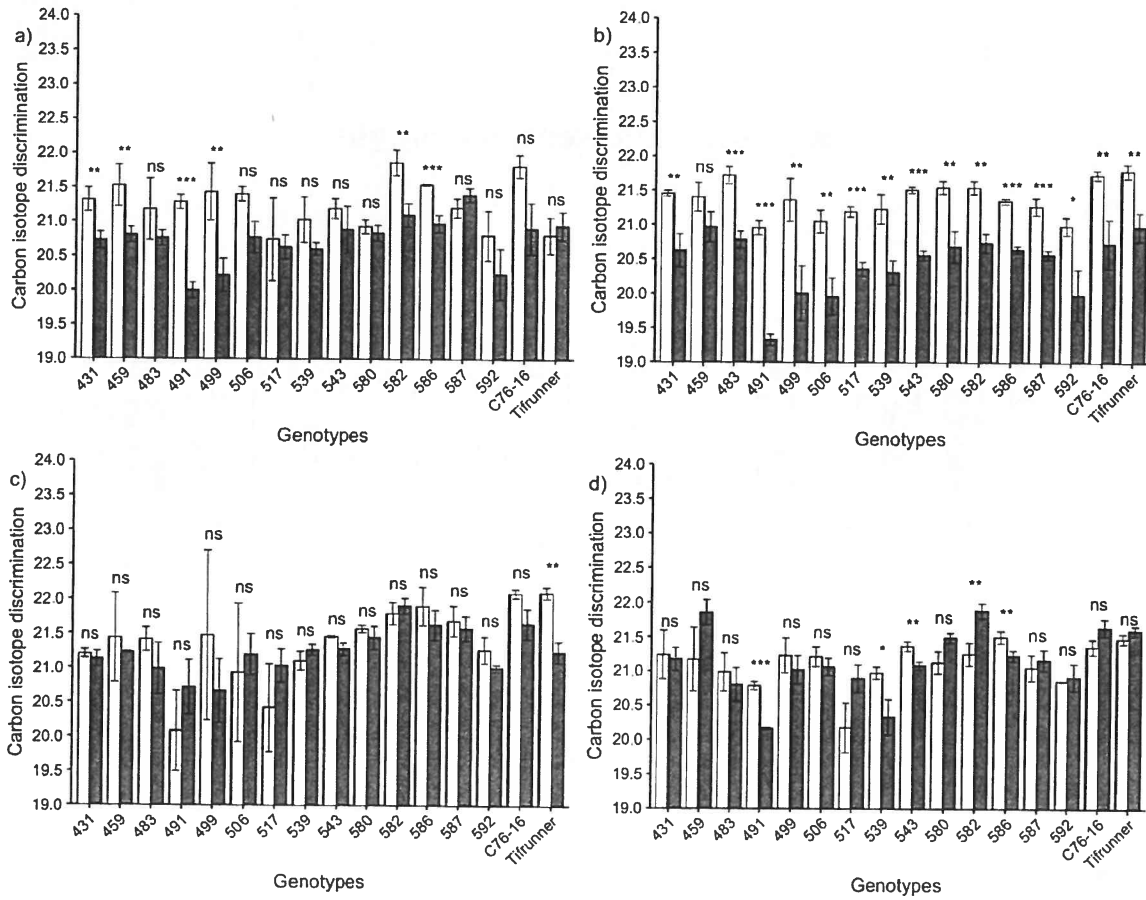 a)
Carbon isotope discrimination
24.0
23.5
23.0
22.5
22.0
21.5
21.0
20.5
20.0
19.5
19.0
** ** ns *** ** ns ns ns ns ns ** *** ns ns ns ns
431 459 483 491 499 506 517 539 543 580 582 586 587 592 C76-16 Tifrunner
Genotypes
b)
Carbon isotope discrimination
24.0
23.5
23.0
22.5
22.0
21.5
21.0
20.5
20.0
19.5
19.0
** ns *** *** ** ** *** ** *** ** ** *** *** * ** **
431 459 483 491 499 506 517 539 543 580 582 586 587 592 C76-16 Tifrunner
Genotypes
c)
Carbon isotope discrimination
24.0
23.5
23.0
22.5
22.0
21.5
21.0
20.5
20.0
19.5
19.0
ns ns ns ns ns ns ns ns ns ns ns ns ns ns ns **
431 459 483 491 499 506 517 539 543 580 582 586 587 592 C76-16 Tifrunner
Genotypes
d)
Carbon isotope discrimination
24.0
23.5
23.0
22.5
22.0
21.5
21.0
20.5
20.0
19.5
19.0
ns ns ns *** ns ns ns * ** ns ** ** ns ns ns ns
431 459 483 491 499 506 517 539 543 580 582 586 587 592 C76-16 Tifrunner
Genotypes